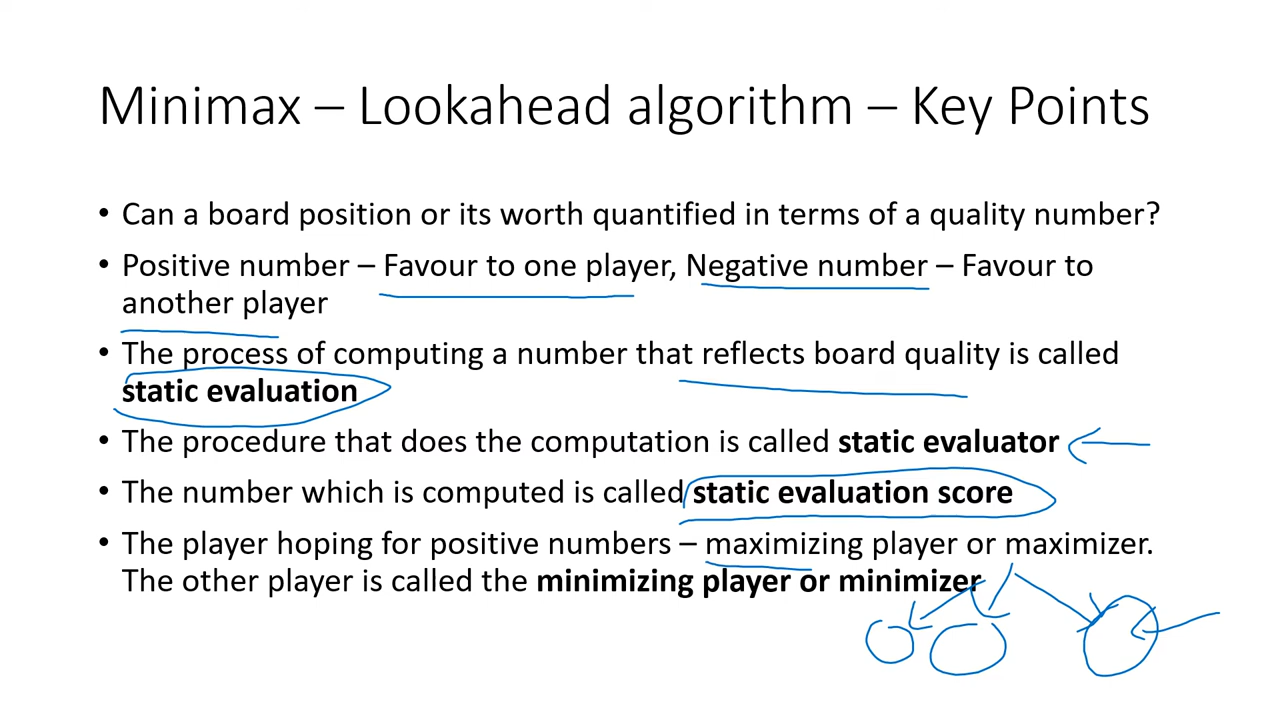 Minimax – Lookahead algorithm – Key Points
• Can a board position or its worth quantified in terms of a quality number?
• Positive number – Favour to one player, Negative number – Favour to
another player
• The process of computing a number that reflects board quality is called
static evaluation
• The procedure that does the computation is called static evaluator
• The number which is computed is called static evaluation score
• The player hoping for positive numbers – maximizing player or maximizer.
The other player is called the minimizing player or minimizer